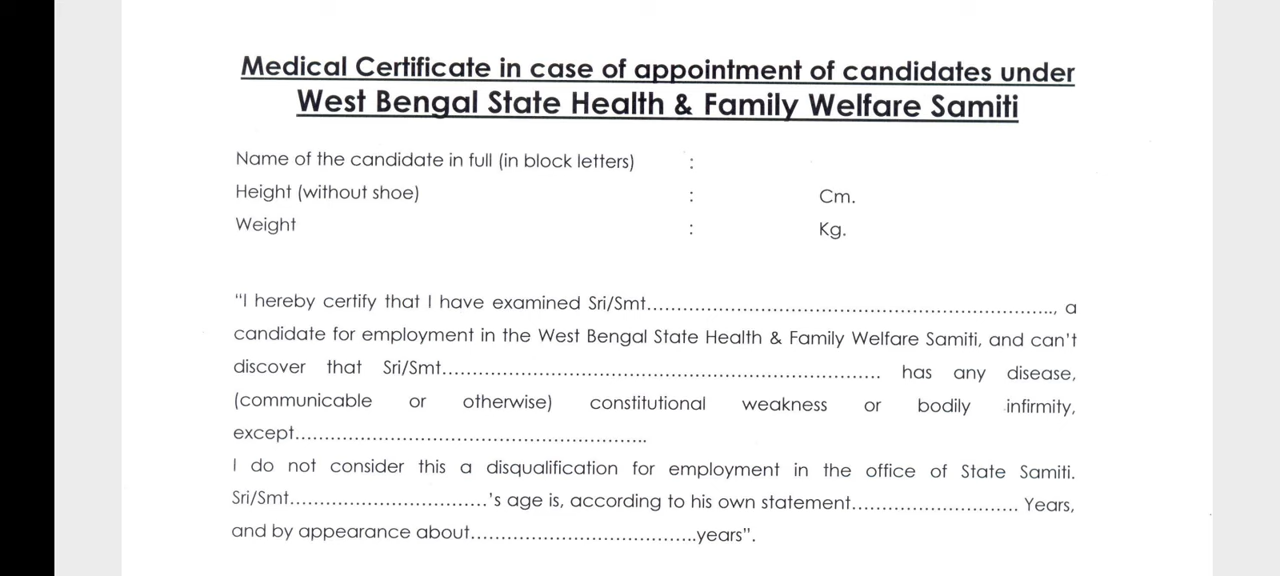 Medical Certificate in case of appointment of candidates under
West Bengal State Health & Family Welfare Samiti
Name of the candidate in full (in block letters) :
Height (without shoe) : Cm.
Weight : Kg.
“I hereby certify that I have examined Sri/Smt......................................................................................, a
candidate for employment in the West Bengal State Health & Family Welfare Samiti, and can't
discover that Sri/Smt........................................................................................ has any disease,
(communicable or otherwise) constitutional weakness or bodily infirmity,
except.........................................................................
I do not consider this a disqualification for employment in the office of State Samiti.
Sri/Smt.................................'s age is, according to his own statement............................ Years,
and by appearance about......................................years”.